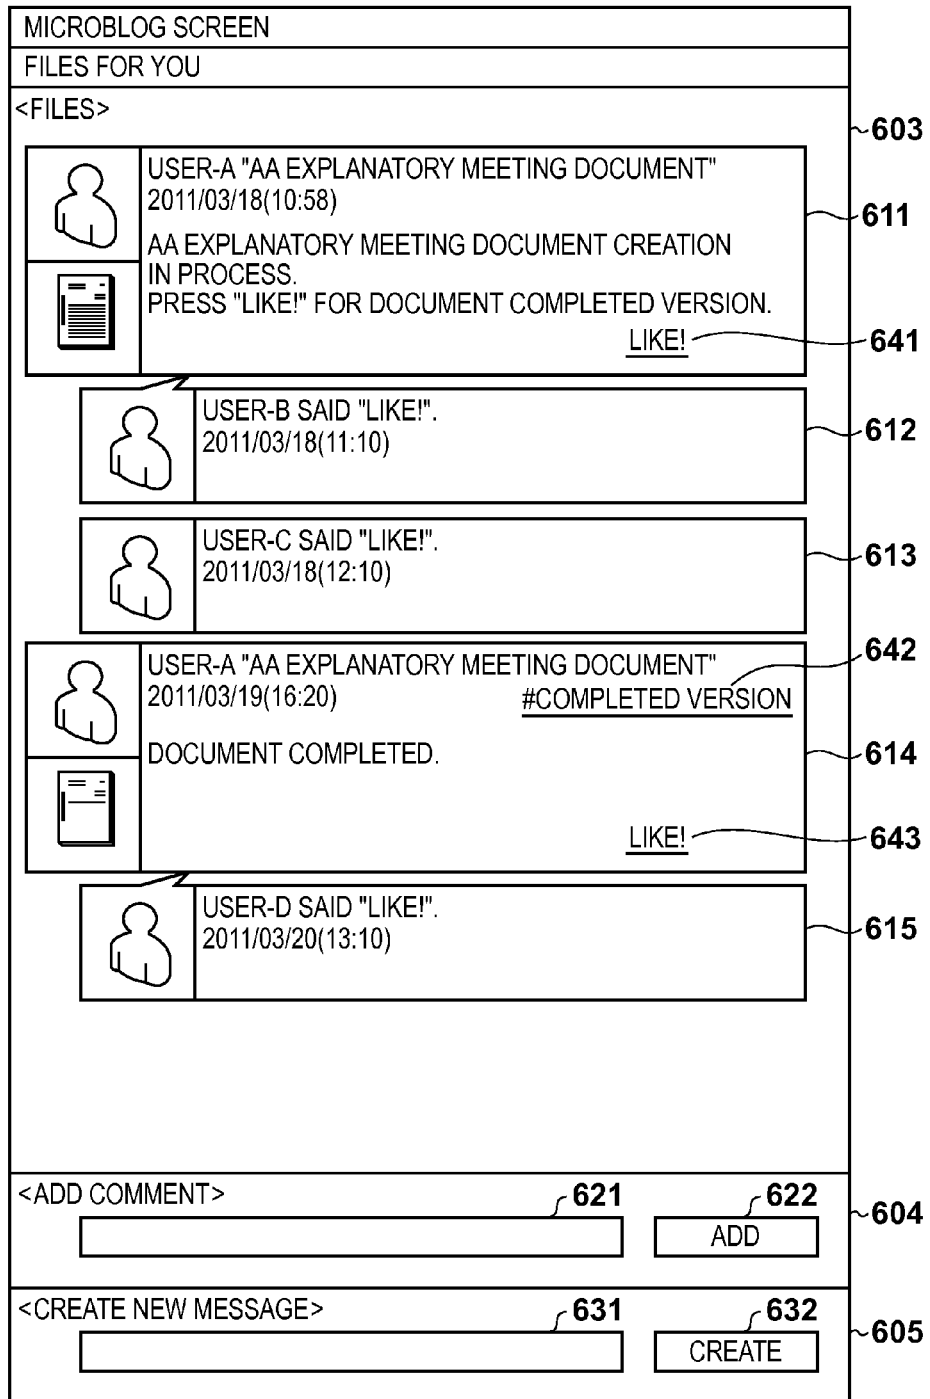 MICROBLOG SCREEN
FILES FOR YOU
<FILES>
603
USER-A "AA EXPLANATORY MEETING DOCUMENT"
2011/03/18(10:58)
611
AA EXPLANATORY MEETING DOCUMENT CREATION
IN PROCESS.
PRESS "LIKE!" FOR DOCUMENT COMPLETED VERSION.
LIKE!
641
USER-B SAID "LIKE!".
2011/03/18(11:10)
612
USER-C SAID "LIKE!".
2011/03/18(12:10)
613
USER-A "AA EXPLANATORY MEETING DOCUMENT"
642
2011/03/19(16:20)
#COMPLETED VERSION
DOCUMENT COMPLETED.
614
LIKE!
643
USER-D SAID "LIKE!".
2011/03/20(13:10)
615
<ADD COMMENT>
621
622
604
ADD
<CREATE NEW MESSAGE>
631
632
605
CREATE